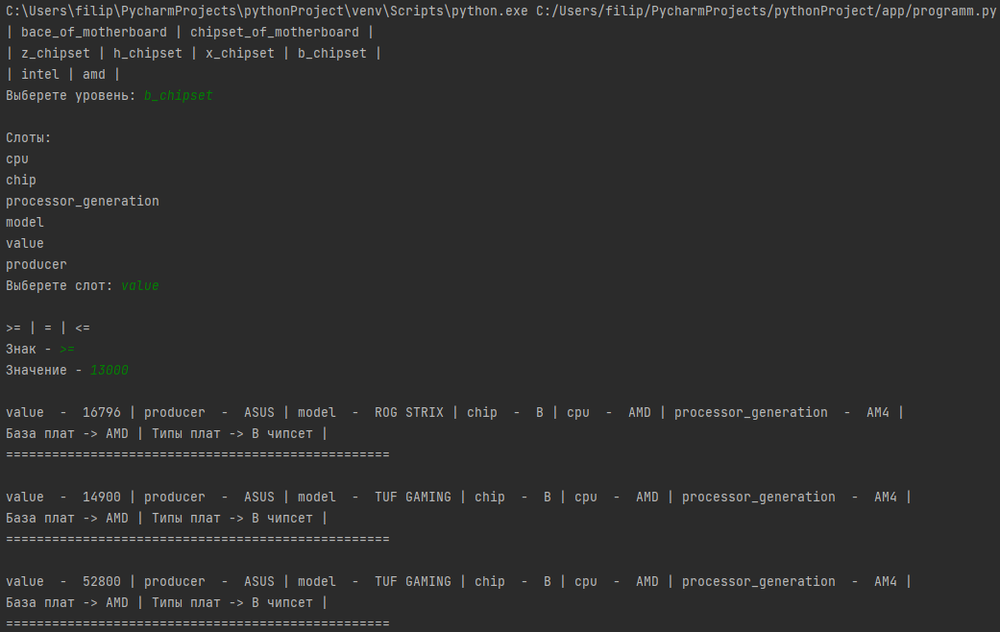 C:\Users\filip\PycharmProjects\pythonProject\venv\Scripts\python.exe C:/Users/filip/PycharmProjects/pythonProject/app/programm.py
| bace_of_motherboard | chipset_of_motherboard |
| z_chipset | h_chipset | x_chipset | b_chipset |
| intel | amd |
Выберете уровень: b_chipset
Слоты:
cpu
chip
processor_generation
model
value
producer
Выберете слот: value
>= | = | <=
Знак - >=
Значение - 13000
value  -  16796 | producer  -  ASUS | model  -  ROG STRIX | chip  -  B | cpu  -  AMD | processor_generation  -  AM4 |
База плат -> AMD | Типы плат -> B чипсет |
==================================================
value  -  14900 | producer  -  ASUS | model  -  TUF GAMING | chip  -  B | cpu  -  AMD | processor_generation  -  AM4 |
База плат -> AMD | Типы плат -> B чипсет |
==================================================
value  -  52800 | producer  -  ASUS | model  -  TUF GAMING | chip  -  B | cpu  -  AMD | processor_generation  -  AM4 |
База плат -> AMD | Типы плат -> B чипсет |
==================================================